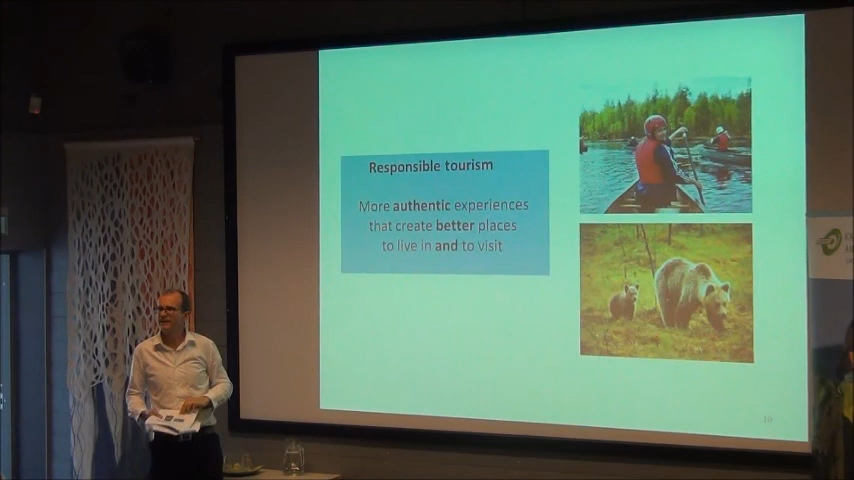 Responsible tourism
More authentic experiences
that create better places
to live in and to visit
10